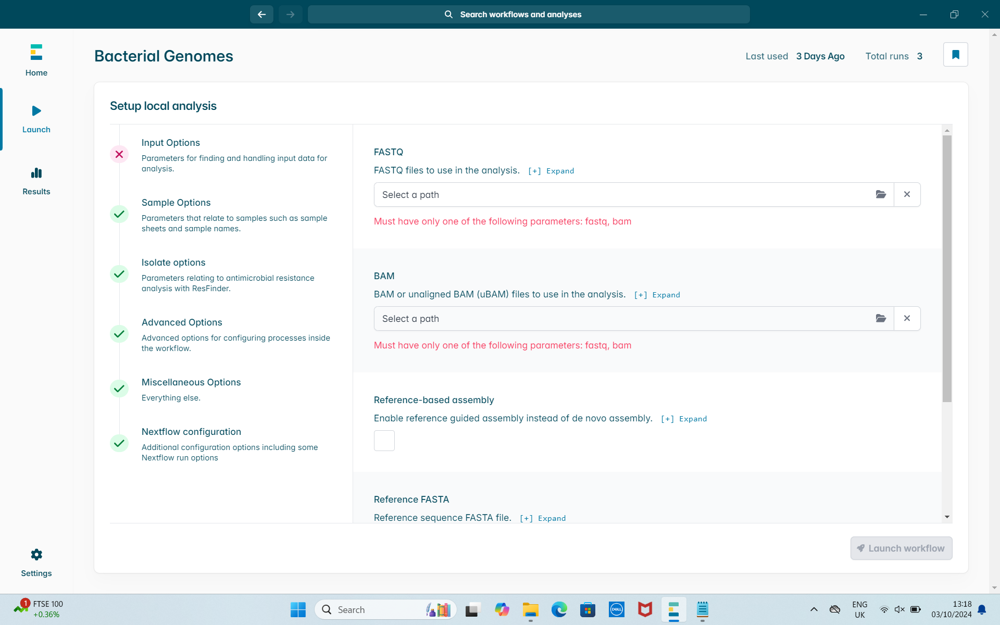 Search workflows and analyses
Home
Launch
Results
Settings
Bacterial Genomes
Last used 3 Days Ago Total runs 3
Setup local analysis
Input Options
Parameters for finding and handling input data for
analysis.
Sample Options
Parameters that relate to samples such as sample
sheets and sample names.
Isolate options
Parameters relating to antimicrobial resistance
analysis with ResFinder.
Advanced Options
Advanced options for configuring processes inside
the workflow.
Miscellaneous Options
Everything else.
Nextflow configuration
Additional configuration options including some
Nextflow run options
FASTQ
FASTQ files to use in the analysis. [+] Expand
Select a path
Must have only one of the following parameters: fastq, bam
BAM
BAM or unaligned BAM (uBAM) files to use in the analysis. [+] Expand
Select a path
Must have only one of the following parameters: fastq, bam
Reference-based assembly
Enable reference guided assembly instead of de novo assembly. [+] Expand
Reference FASTA
Reference sequence FASTA file. [+] Expand
Launch workflow
1
FTSE 100
+0.36%
Search
DELL
ENG
UK
13:18
03/10/2024